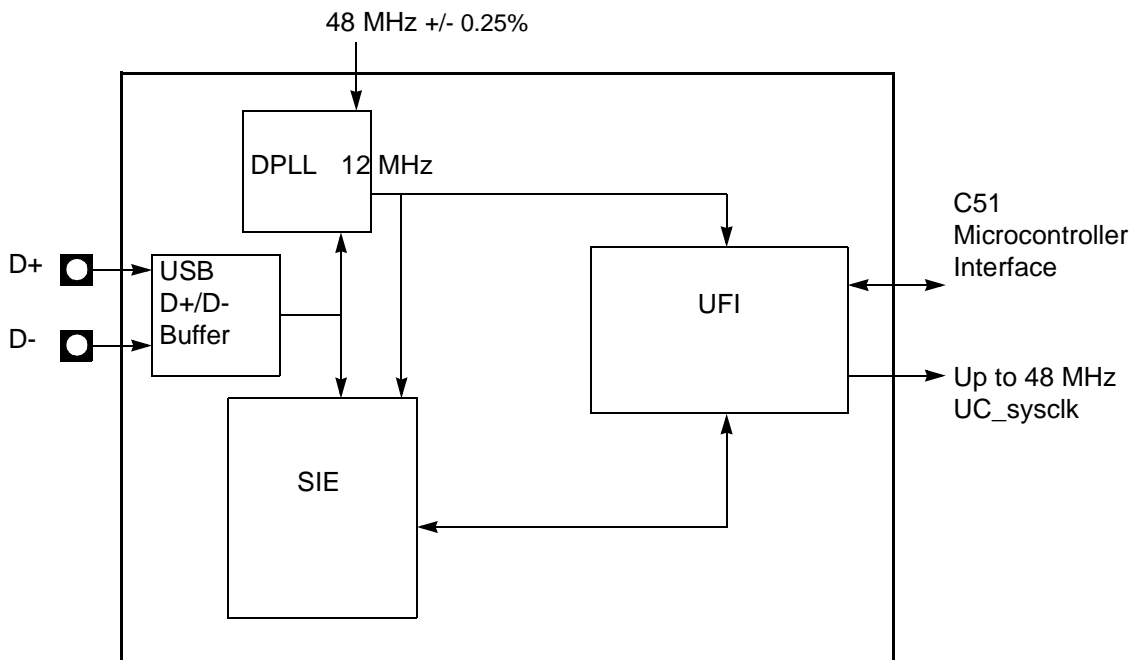 48 MHz +/- 0.25%
DPLL 12 MHz
D+
D-
USB
D+/D-
Buffer
UFI
C51
Microcontroller
Interface
Up to 48 MHz
UC_sysclk
SIE